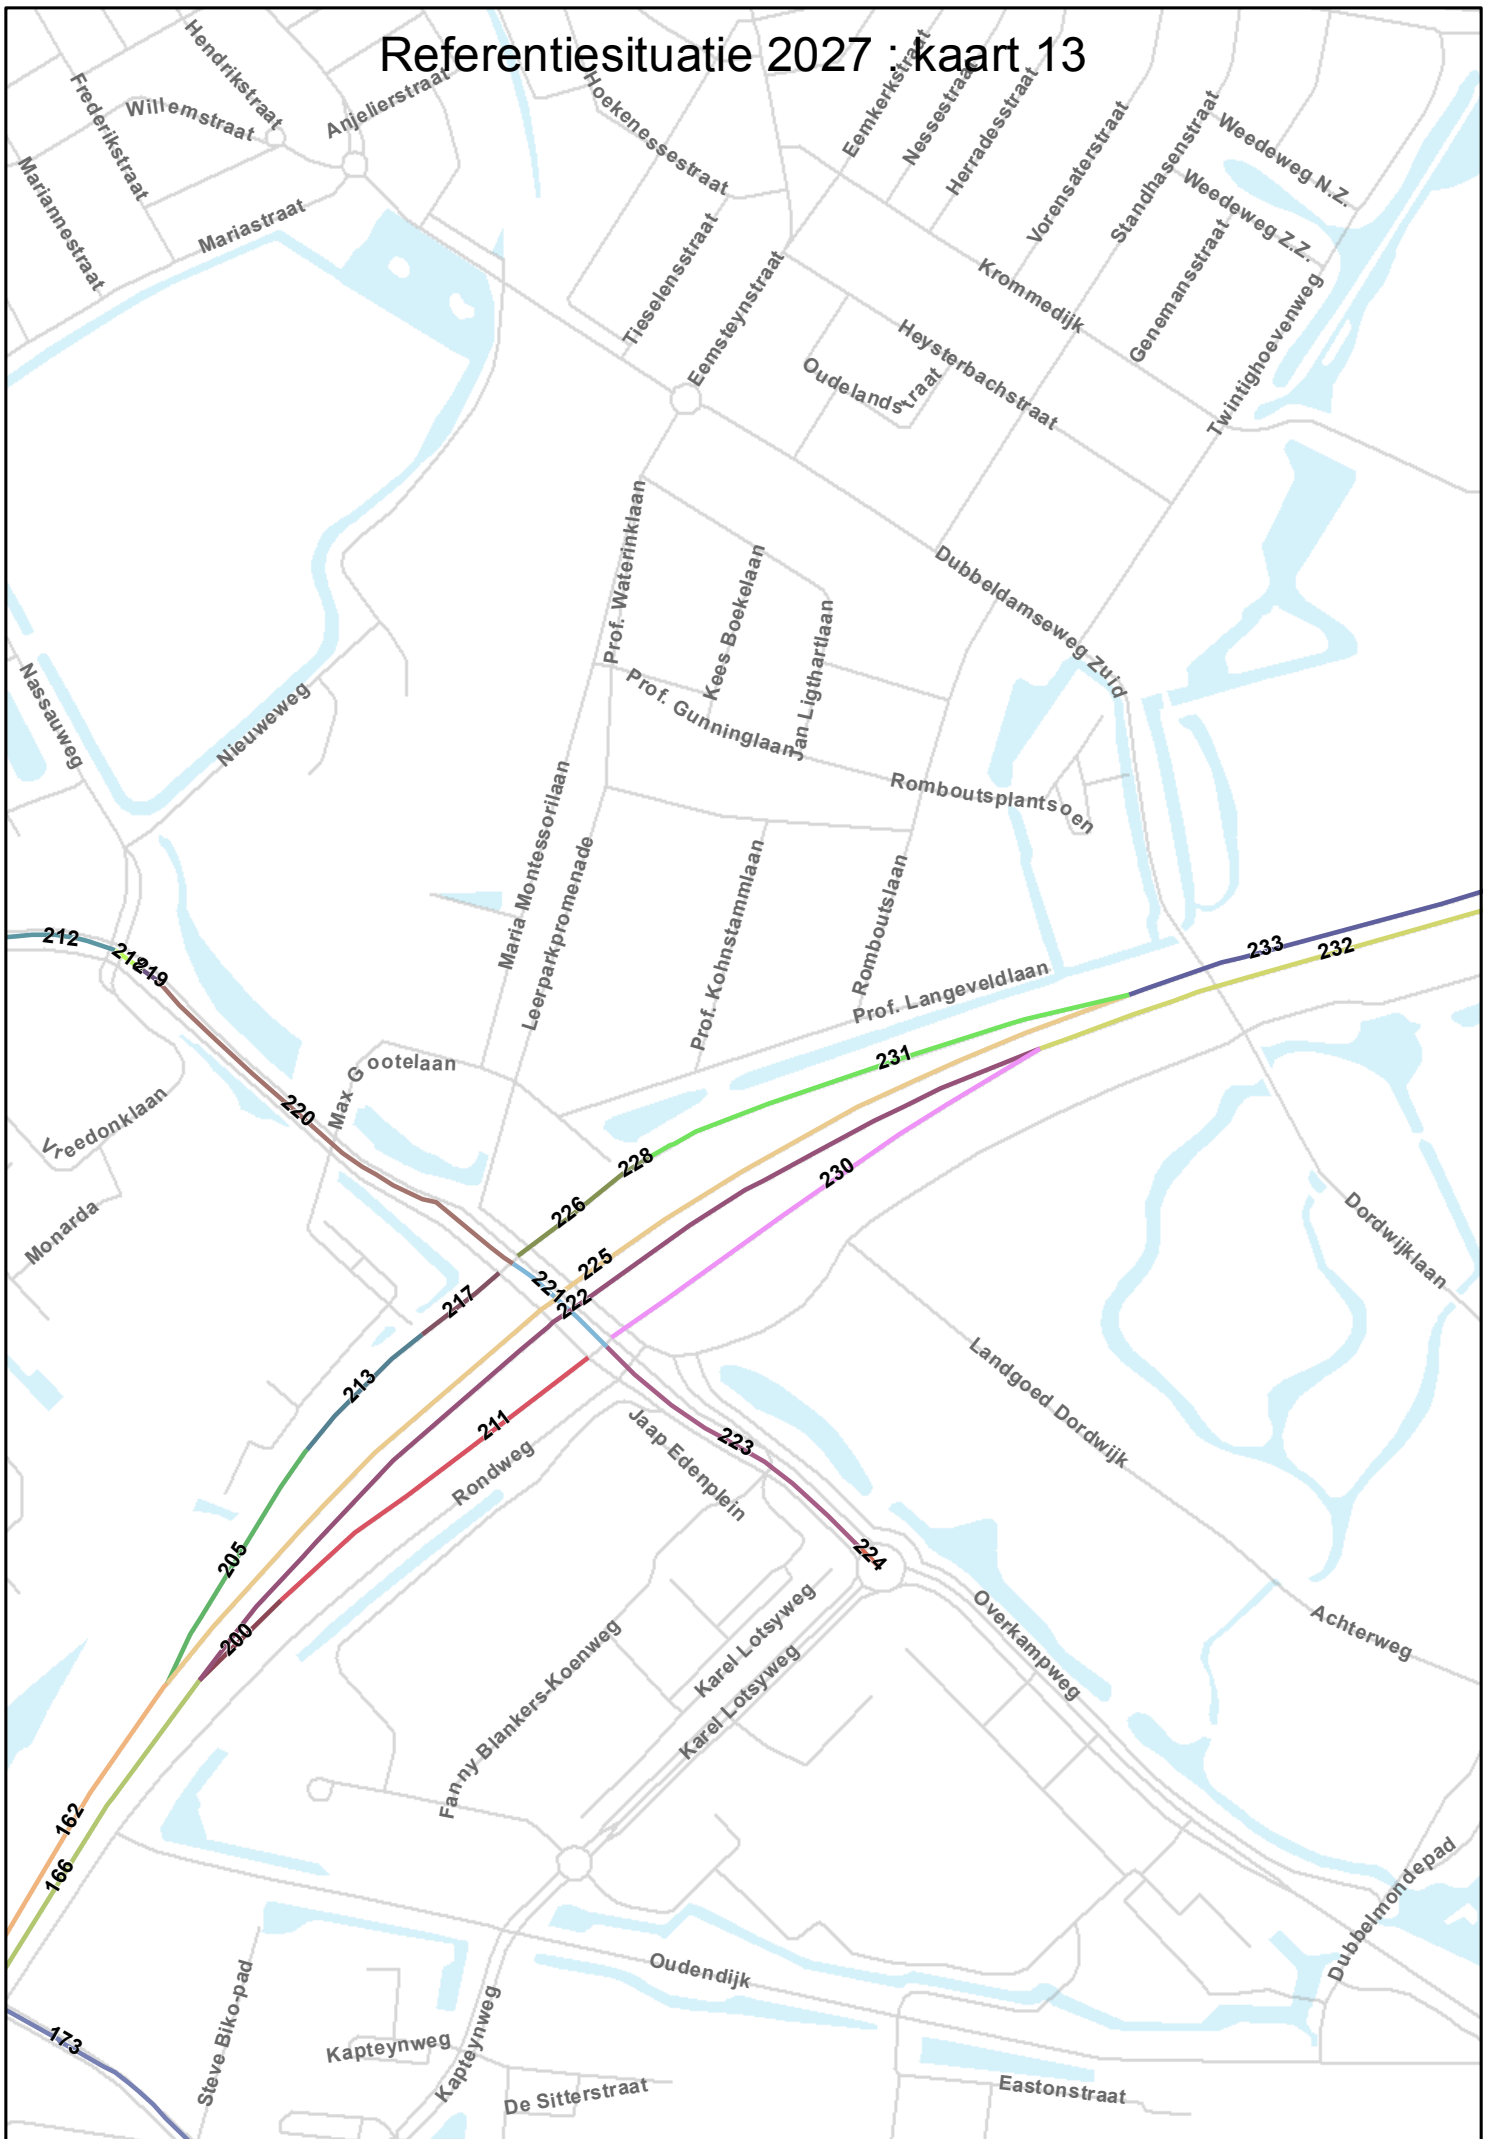 Referentiesituatie 2027 : kaart 13
Hendrikstraat
Frederikstraat
Willemstraat
Anjelierstraat
Mariannestraat
Mariastraat
Hoekenessestraat
Eemkerkstraat
Nessestraat
Herradesstraat
Vorensaterstraat
Standhasenstraat
Weedeweg N.Z.
Weedeweg Z.Z.
Tieselensstraat
Eemsteynstraat
Krommedijk
Genemansstraat
Twintighoevenweg
Heysterbachstraat
Oudelandstraat
Prof. Waterinklaan
Kees Boekelaan
Jan Ligthartlaan
Dubbeldamseweg Zuid
Nassauweg
Nieuweweg
Prof. Gunninglaan
Romboutsplantsoen
Maria Montessorilaan
Leerparkpromenade
Prof. Kohnstammlaan
Romboutslaan
Prof. Langeveldlaan
212
218
219
233
232
231
Max Gootelaan
220
Vreedonklaan
Monarda
228
230
226
225
221
222
217
213
Dordwijklaan
Landgoed Dordwijk
211
Rondweg
Jaap Edenplein
223
224
205
200
Karel Lotsyweg
Karel Lotsyweg
Fanny Blankers-Koenweg
Overkampweg
Achterweg
162
166
Dubbelmondepad
Oudendijk
173
Steve Biko-pad
Kapteynweg
Kapteynweg
De Sitterstraat
Eastonstraat